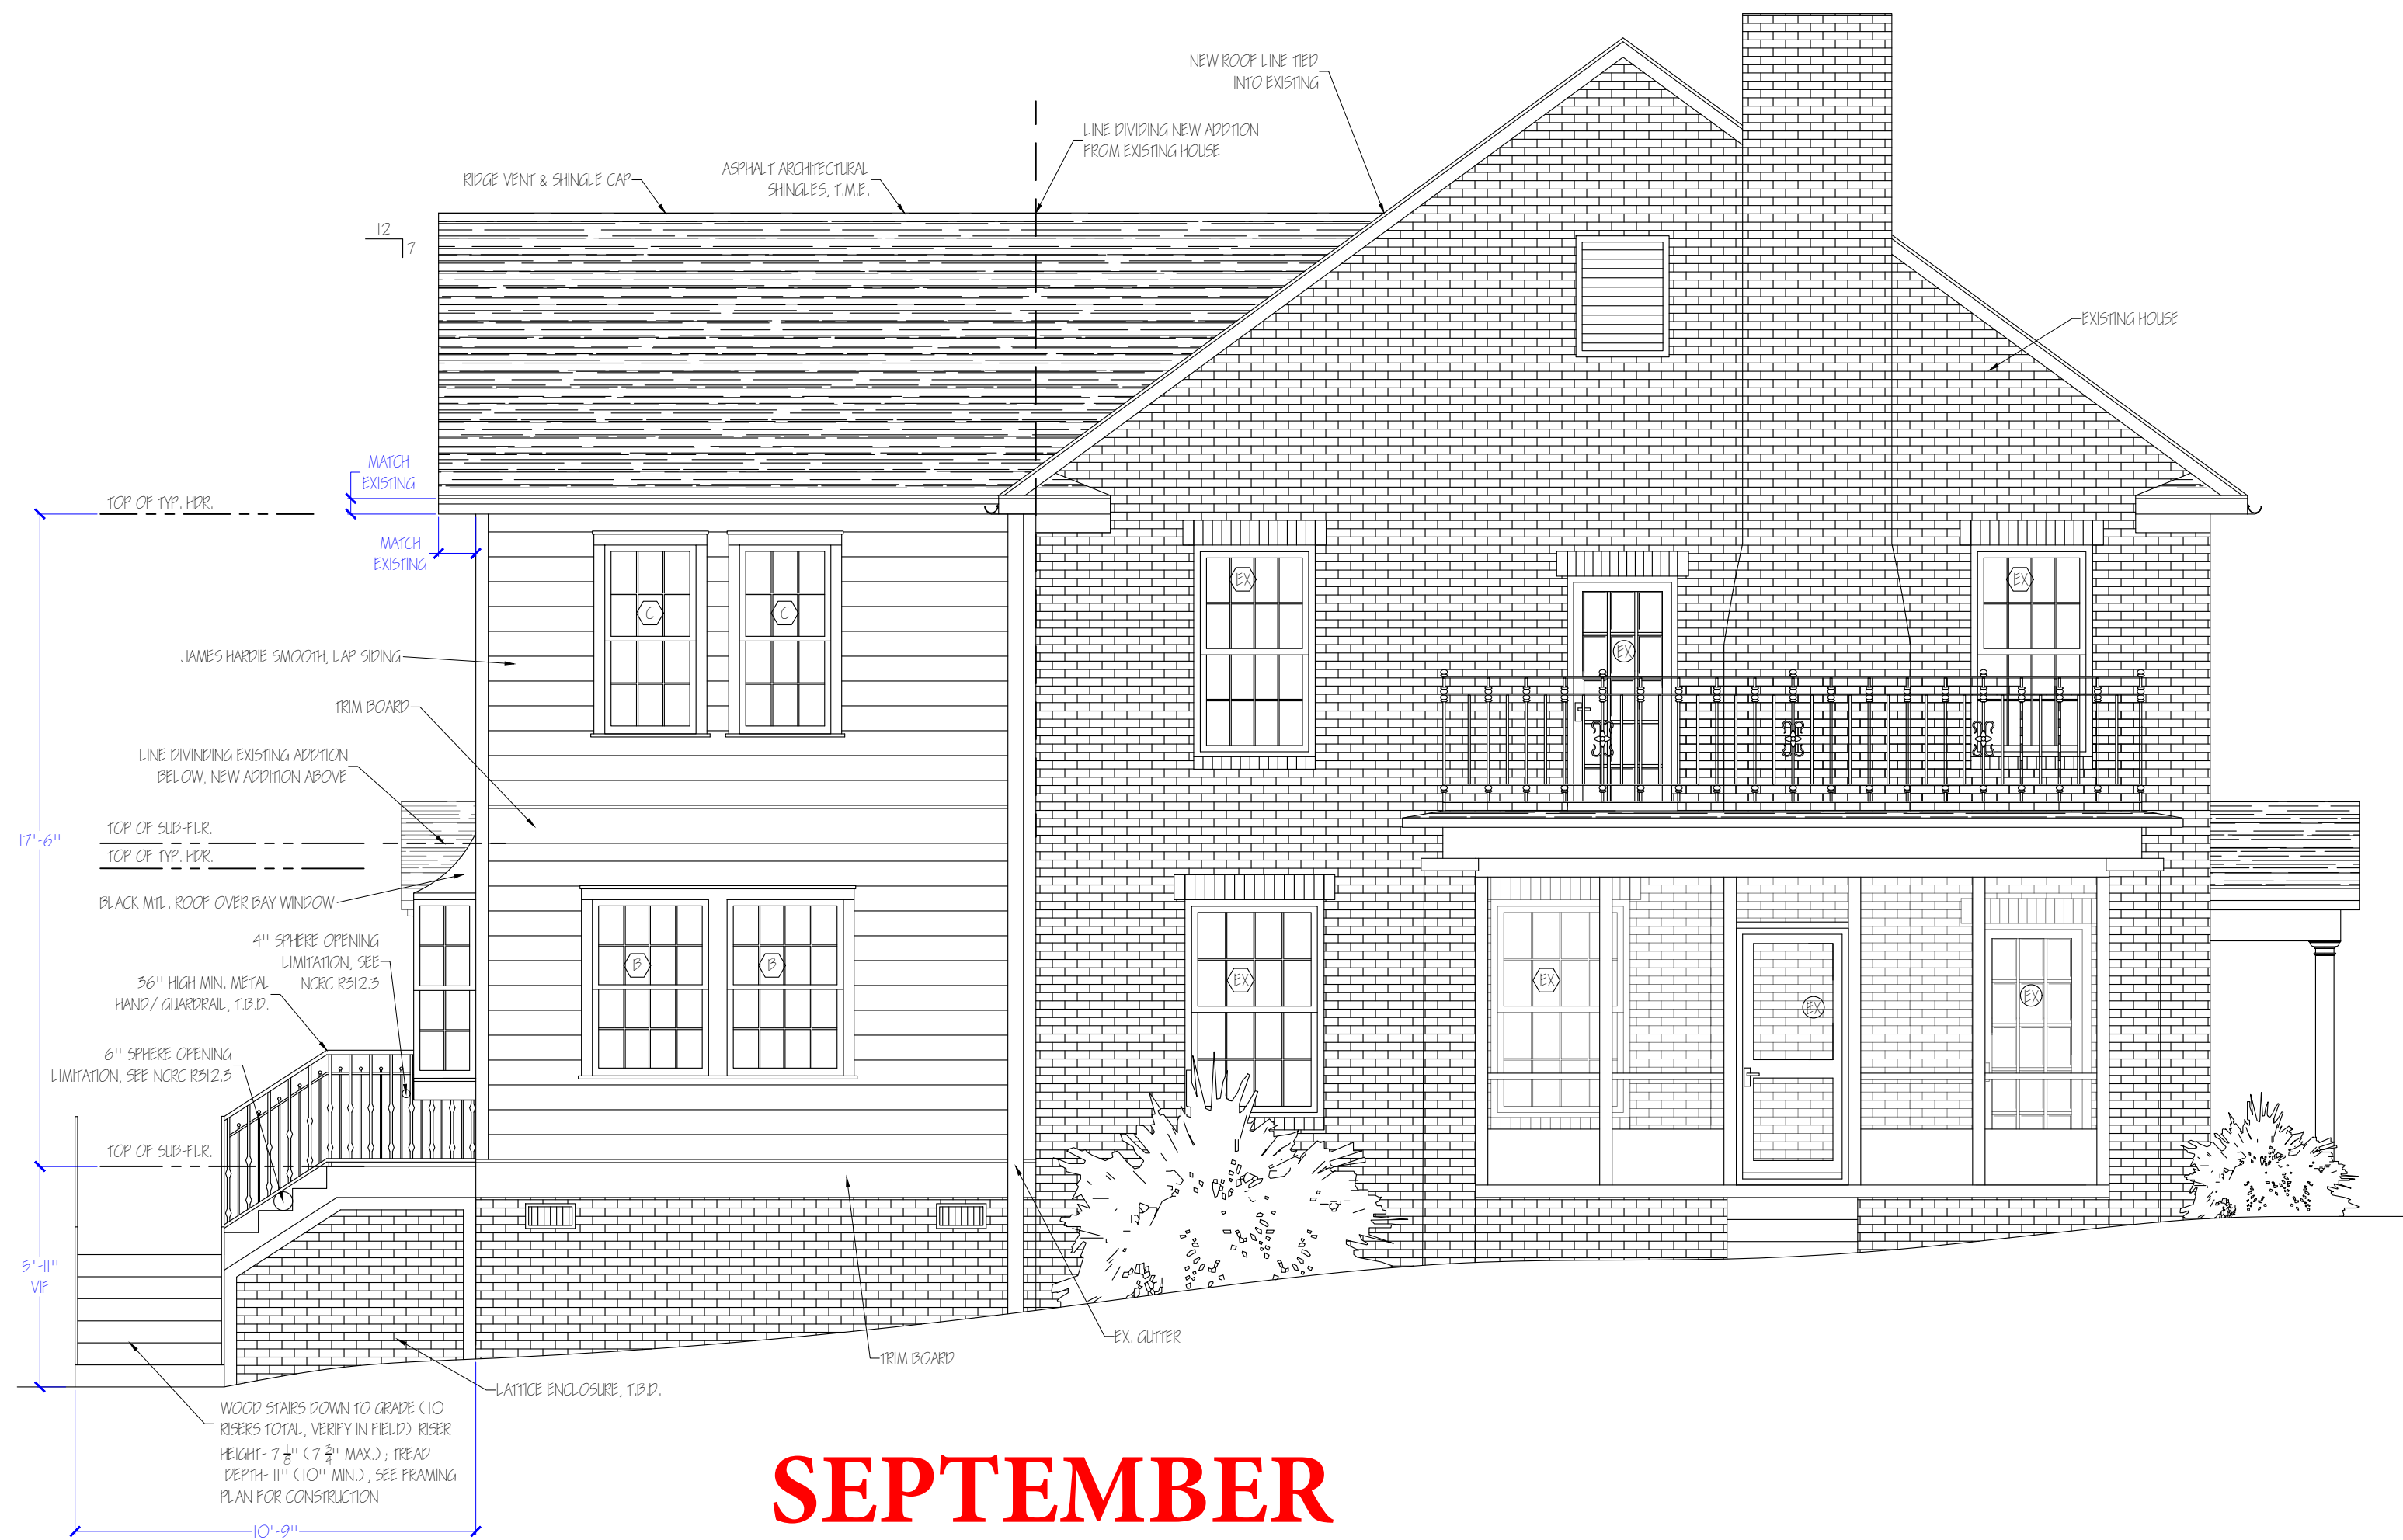 NEW ROOF LINE TIED
INTO EXISTING
LINE DIVIDING NEW ADDTION
FROM EXISTING HOUSE
RIDGE VENT & SHINGLE CAP
ASPHALT ARCHITECTURAL
SHINGLES, T.M.E.
12
7
EXISTING HOUSE
MATCH
EXISTING
TOP OF TYP. HDR.
MATCH
EXISTING
EX
EX
C
C
EX
JAMES HARDIE SMOOTH, LAP SIDING
TRIM BOARD
LINE DIVINDING EXISTING ADDTION
BELOW, NEW ADDITION ABOVE
TOP OF SUB-FLR.
17'-6"
TOP OF TYP. HDR.
BLACK MTL. ROOF OVER BAY WINDOW
4" SPHERE OPENING
LIMITATION, SEE
NCRC R312.3
B
B
EX
EX
EX
EX
36" HIGH MIN. METAL
HAND/ GUARDRAIL, T.B.D.
6" SPHERE OPENING
LIMITATION, SEE NCRC R312.3
TOP OF SUB-FLR.
5'-11"
VIF
EX. GUTTER
TRIM BOARD
LATTICE ENCLOSURE, T.B.D.
WOOD STAIRS DOWN TO GRADE (10
RISERS TOTAL, VERIFY IN FIELD) RISER
HEIGHT- 7 1/8" (7 3/4" MAX.); TREAD
DEPTH- 11" (10" MIN.), SEE FRAMING
PLAN FOR CONSTRUCTION
10'-9"
SEPTEMBER